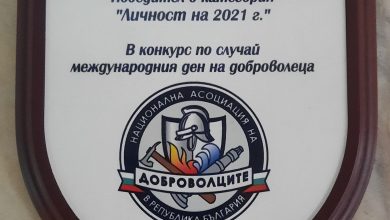 Победител в категория
"Личност на 2021 г."
В конкурс по случай
международния ден на доброволеца
НАЦИОНАЛНА АСОЦИАЦИЯ НА
ДОБРОВОЛЦИТЕ
В РЕПУБЛИКА БЪЛГАРИЯ